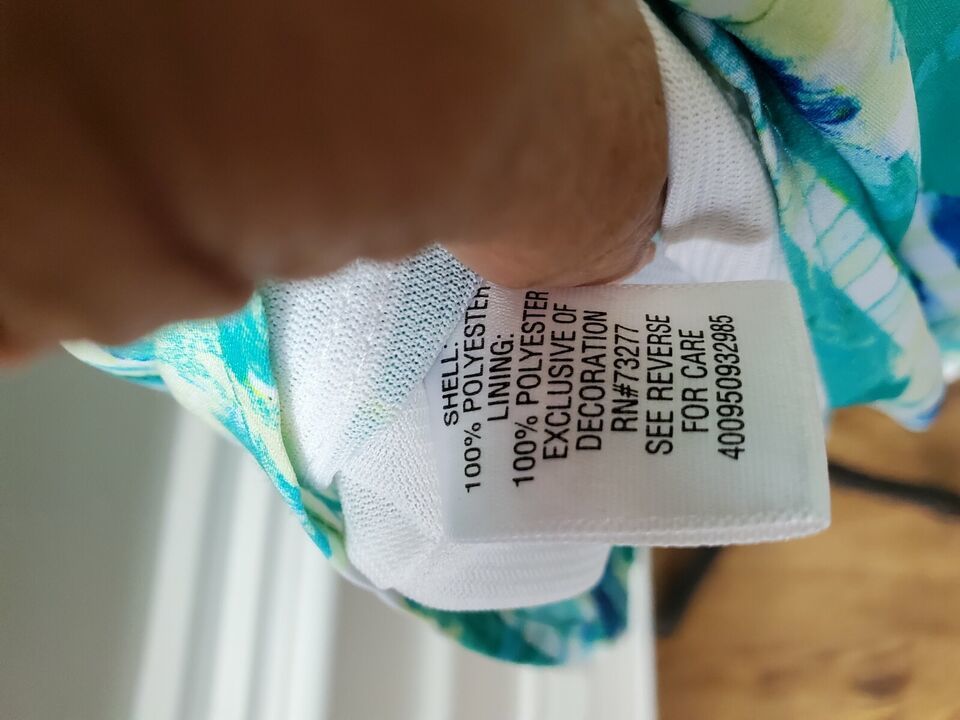 SHELL:
100% POLYESTER
LINING:
100% POLYESTER
EXCLUSIVE OF
DECORATION
RN#73277
SEE REVERSE
FOR CARE
400950932985